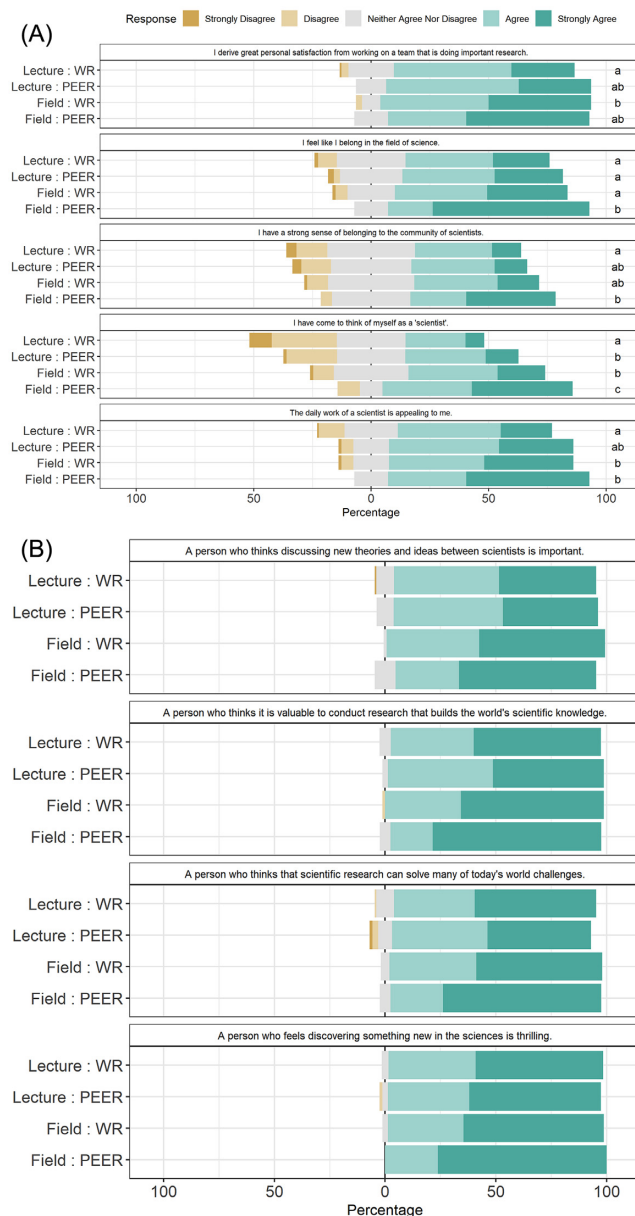 Response Strongly Disagree Disagree Neither Agree Nor Disagree Agree Strongly Agree
(A)
I derive great personal satisfaction from working on a team that is doing important research.
Lecture : WR a
Lecture : PEER ab
Field : WR b
Field : PEER ab
I feel like I belong in the field of science.
Lecture : WR a
Lecture : PEER a
Field : WR a
Field : PEER b
I have a strong sense of belonging to the community of scientists.
Lecture : WR a
Lecture : PEER ab
Field : WR ab
Field : PEER b
I have come to think of myself as a 'scientist'.
Lecture : WR a
Lecture : PEER b
Field : WR b
Field : PEER c
The daily work of a scientist is appealing to me.
Lecture : WR a
Lecture : PEER ab
Field : WR b
Field : PEER b
100 50 0 50 100
Percentage
(B)
A person who thinks discussing new theories and ideas between scientists is important.
Lecture : WR
Lecture : PEER
Field : WR
Field : PEER
A person who thinks it is valuable to conduct research that builds the world's scientific knowledge.
Lecture : WR
Lecture : PEER
Field : WR
Field : PEER
A person who thinks that scientific research can solve many of today's world challenges.
Lecture : WR
Lecture : PEER
Field : WR
Field : PEER
A person who feels discovering something new in the sciences is thrilling.
Lecture : WR
Lecture : PEER
Field : WR
Field : PEER
100 50 0 50 100
Percentage